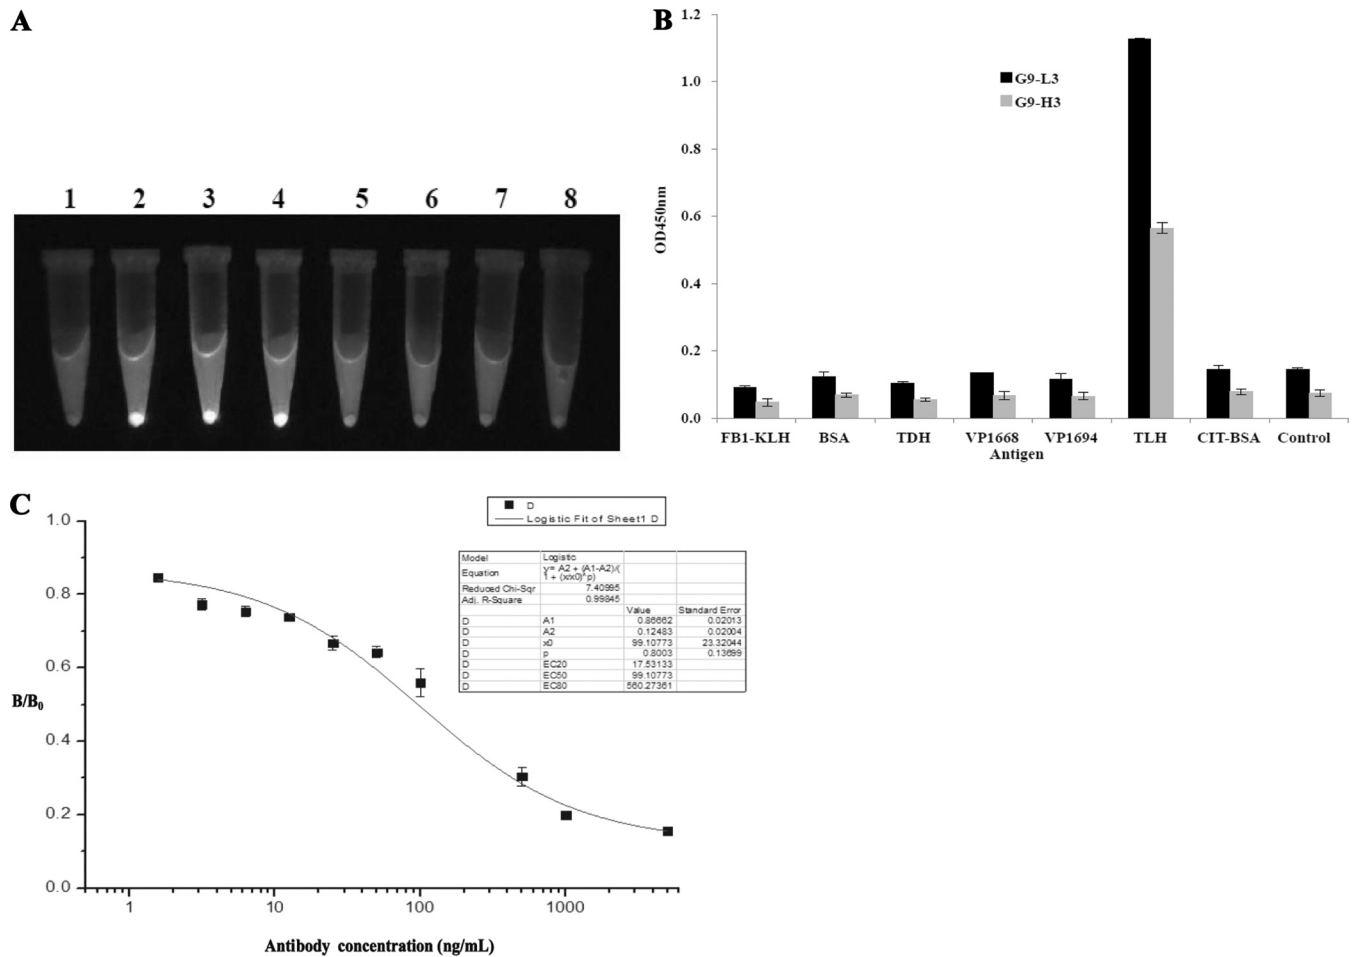 A
1 2 3 4 5 6 7 8
B
1.2
1.0
0.8
0.6
0.4
0.2
0.0
OD450nm
G9-L3
G9-H3
FB1-KLH BSA TDH VP1668 VP1694 TLH CIT-BSA Control
Antigen
C
D
Logistic Fit of Sheet1 D
Model Logistic
Equation y= A2 + (A1-A2)/(
1 + (x/x0)^p)
Reduced Chi-Sqr 7.40995
Adj. R-Square 0.99845
Value Standard Error
D A1 0.86662 0.02013
D A2 0.12483 0.02004
D x0 99.10773 23.32044
D p 0.8003 0.13699
D EC20 17.53133
D EC50 99.10773
D EC80 560.27361
1.0
0.8
0.6
0.4
0.2
0.0
B/B0
1 10 100 1000
Antibody concentration (ng/mL)